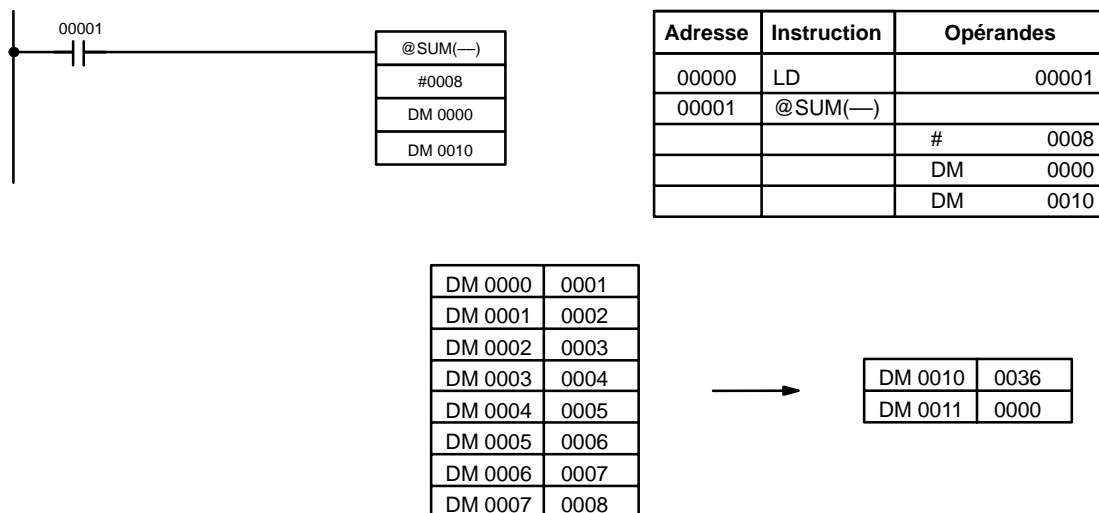 00001
@SUM(—)
#0008
DM 0000
DM 0010
Adresse Instruction Opérandes
00000 LD 00001
00001 @SUM(—)
# 0008
DM 0000
DM 0010
DM 0000 0001
DM 0001 0002
DM 0002 0003
DM 0003 0004
DM 0004 0005
DM 0005 0006
DM 0006 0007
DM 0007 0008
DM 0010 0036
DM 0011 0000